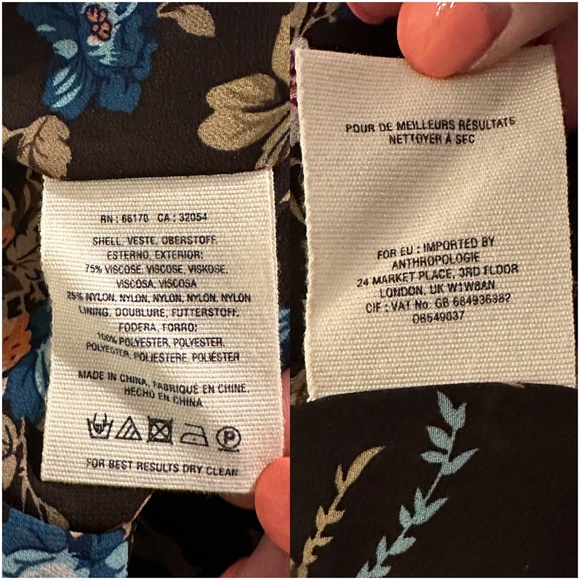 RN : 66170 CA : 32054
SHELL, VESTE, OBERSTOFF,
ESTERNO, EXTERIOR:
75% VISCOSE, VISCOSE, VISKOSE,
VISCOSA, VISCOSA
25% NYLON, NYLON, NYLON, NYLON, NYLON
LINING, DOUBLURE, FUTTERSTOFF,
FODERA, FORRO:
100% POLYESTER, POLYESTER,
POLYESTER, POLIESTERE, POLIÉSTER
MADE IN CHINA, FABRIQUÉ EN CHINE,
HECHO EN CHINA
P
FOR BEST RESULTS DRY CLEAN
POUR DE MEILLEURS RÉSULTATS
NETTOYER À SEC
FOR EU : IMPORTED BY
ANTHROPOLOGIE
24 MARKET PLACE, 3RD FLOOR
LONDON, UK W1W8AN
CIF : VAT No: GB 684936382
OB549037